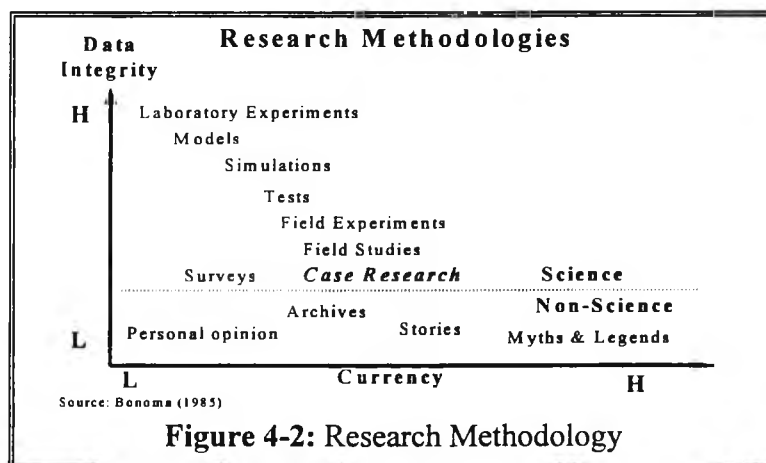 Research Methodologies
Data
Integrity
H Laboratory Experiments
Models
Simulations
Tests
Field Experiments
Field Studies
Surveys Case Research Science
Archives Non-Science
L Personal opinion Stories Myths & Legends
L Currency H
Source: Bonoma (1985)
Figure 4-2: Research Methodology